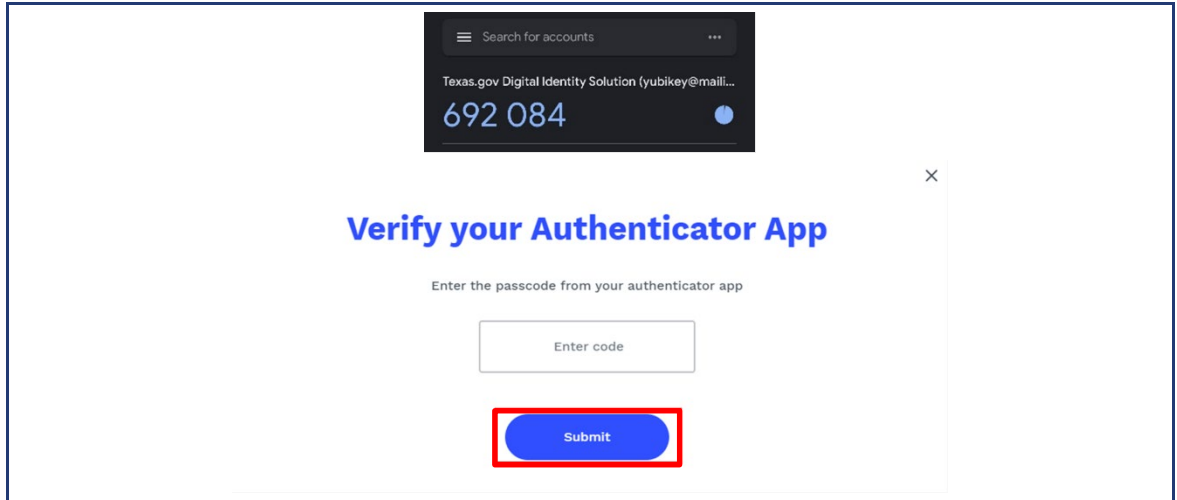 Search for accounts
Texas.gov Digital Identity Solution (yubikey@maili...
692 084
Verify your Authenticator App
Enter the passcode from your authenticator app
Enter code
Submit